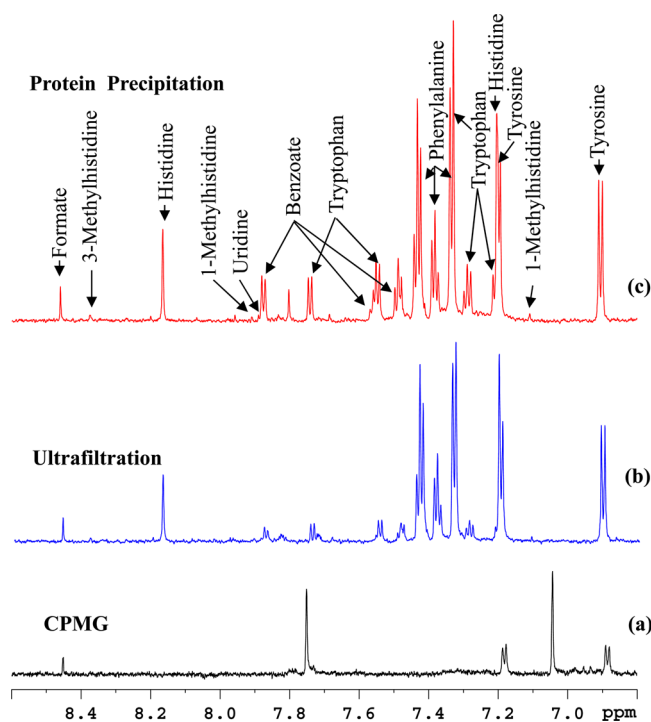 Protein Precipitation
Formate
3-Methylhistidine
Histidine
1-Methylhistidine
Uridine
Benzoate
Tryptophan
Phenylalanine
Tryptophan
Histidine
Tyrosine
1-Methylhistidine
Tyrosine
(c)
Ultrafiltration
(b)
CPMG
(a)
8.4 8.2 8.0 7.8 7.6 7.4 7.2 7.0 ppm